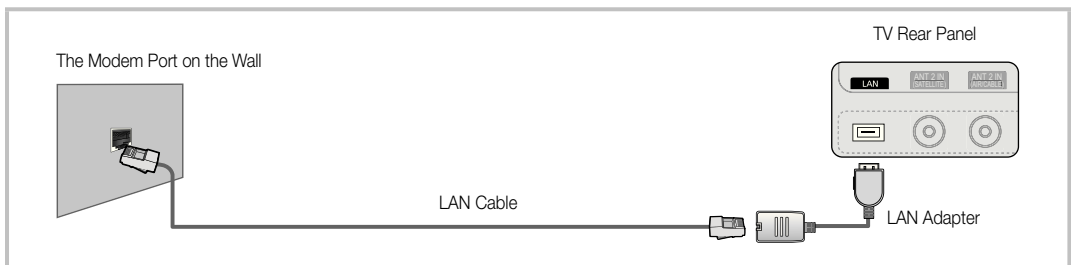 TV Rear Panel
The Modem Port on the Wall
LAN
ANT 2 IN
(SATELLITE)
ANT 2 IN
(AIR/CABLE)
LAN Cable
LAN Adapter